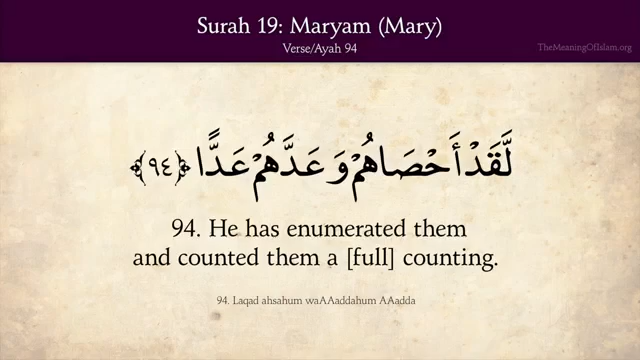 Surah 19: Maryam (Mary)
Verse/Ayah 94
TheMeaningOfIslam.org
لَّقَدْ أَحْصَاهُمْ وَعَدَّهُمْ عَدًّا ﴿٩٤﴾
94. He has enumerated them
and counted them a [full] counting.
94. Laqad ahsahum waAAaddahum AAadda